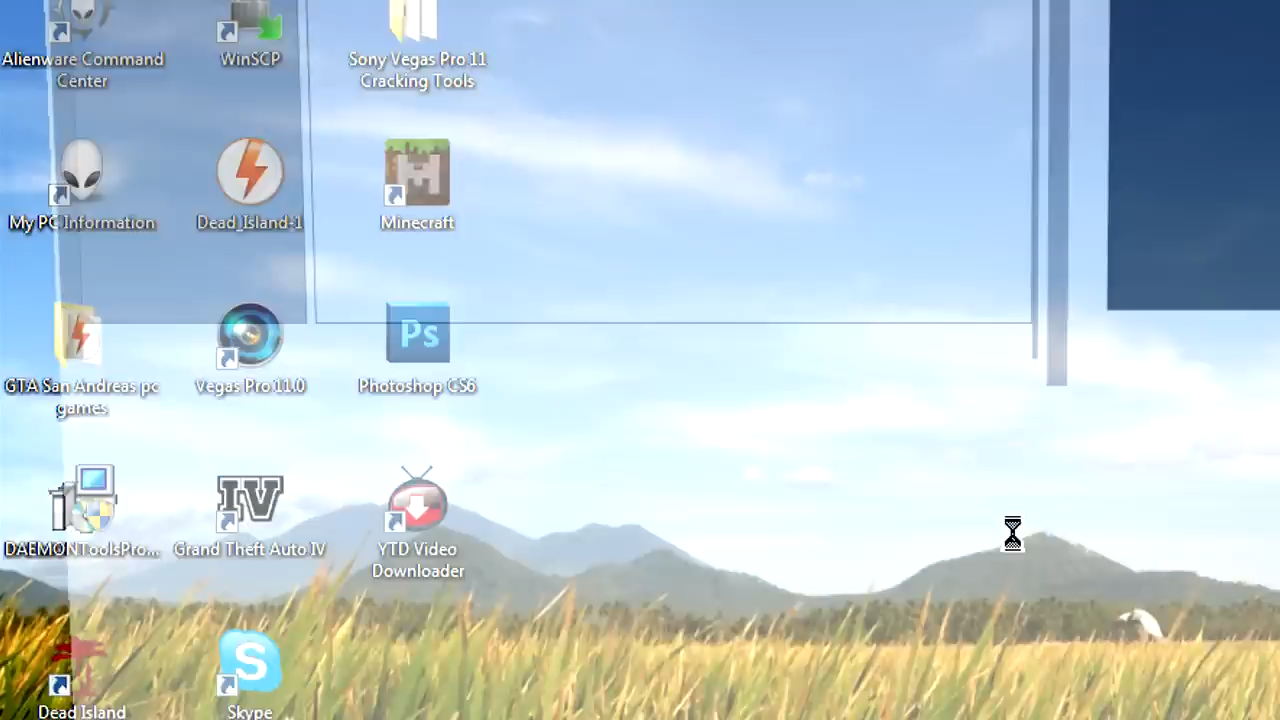 Alienware Command
Center
WinSCP
Sony Vegas Pro 11
Cracking Tools
My PC Information
Dead_Island-1
Minecraft
GTA San Andreas pc
games
Vegas Pro 11.0
Ps
Photoshop CS6
DAEMONToolsPro...
IV
Grand Theft Auto IV
YTD Video
Downloader
S
Dead Island
Skype